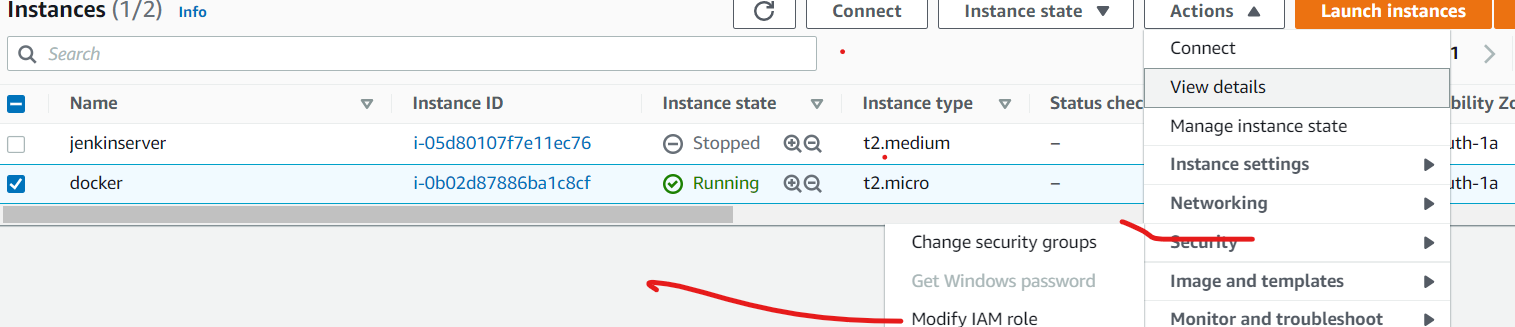 Instances (1/2) Info Connect Instance state Actions Launch instances
Search
Connect
1
View details
Name Instance ID Instance state Instance type Status chec bility Zo
Manage instance state
jenkinserver i-05d80107f7e11ec76 Stopped t2.medium – uth-1a
Instance settings
docker i-0b02d87886ba1c8cf Running t2.micro – uth-1a
Networking
Change security groups Security
Get Windows password Image and templates
Modify IAM role Monitor and troubleshoot